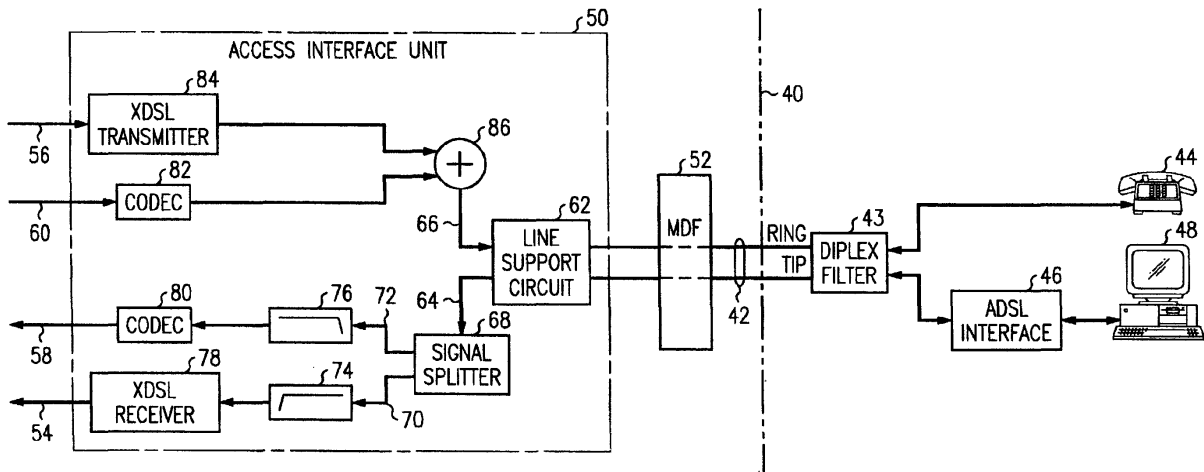 50
ACCESS INTERFACE UNIT
84
XDSL
TRANSMITTER
56
82
CODEC
60
86
+
66
62
LINE
SUPPORT
CIRCUIT
64
68
SIGNAL
SPLITTER
72
76
80
CODEC
58
74
70
78
XDSL
RECEIVER
54
52
MDF
40
RING
TIP
42
43
DIPLEX
FILTER
44
48
46
ADSL
INTERFACE